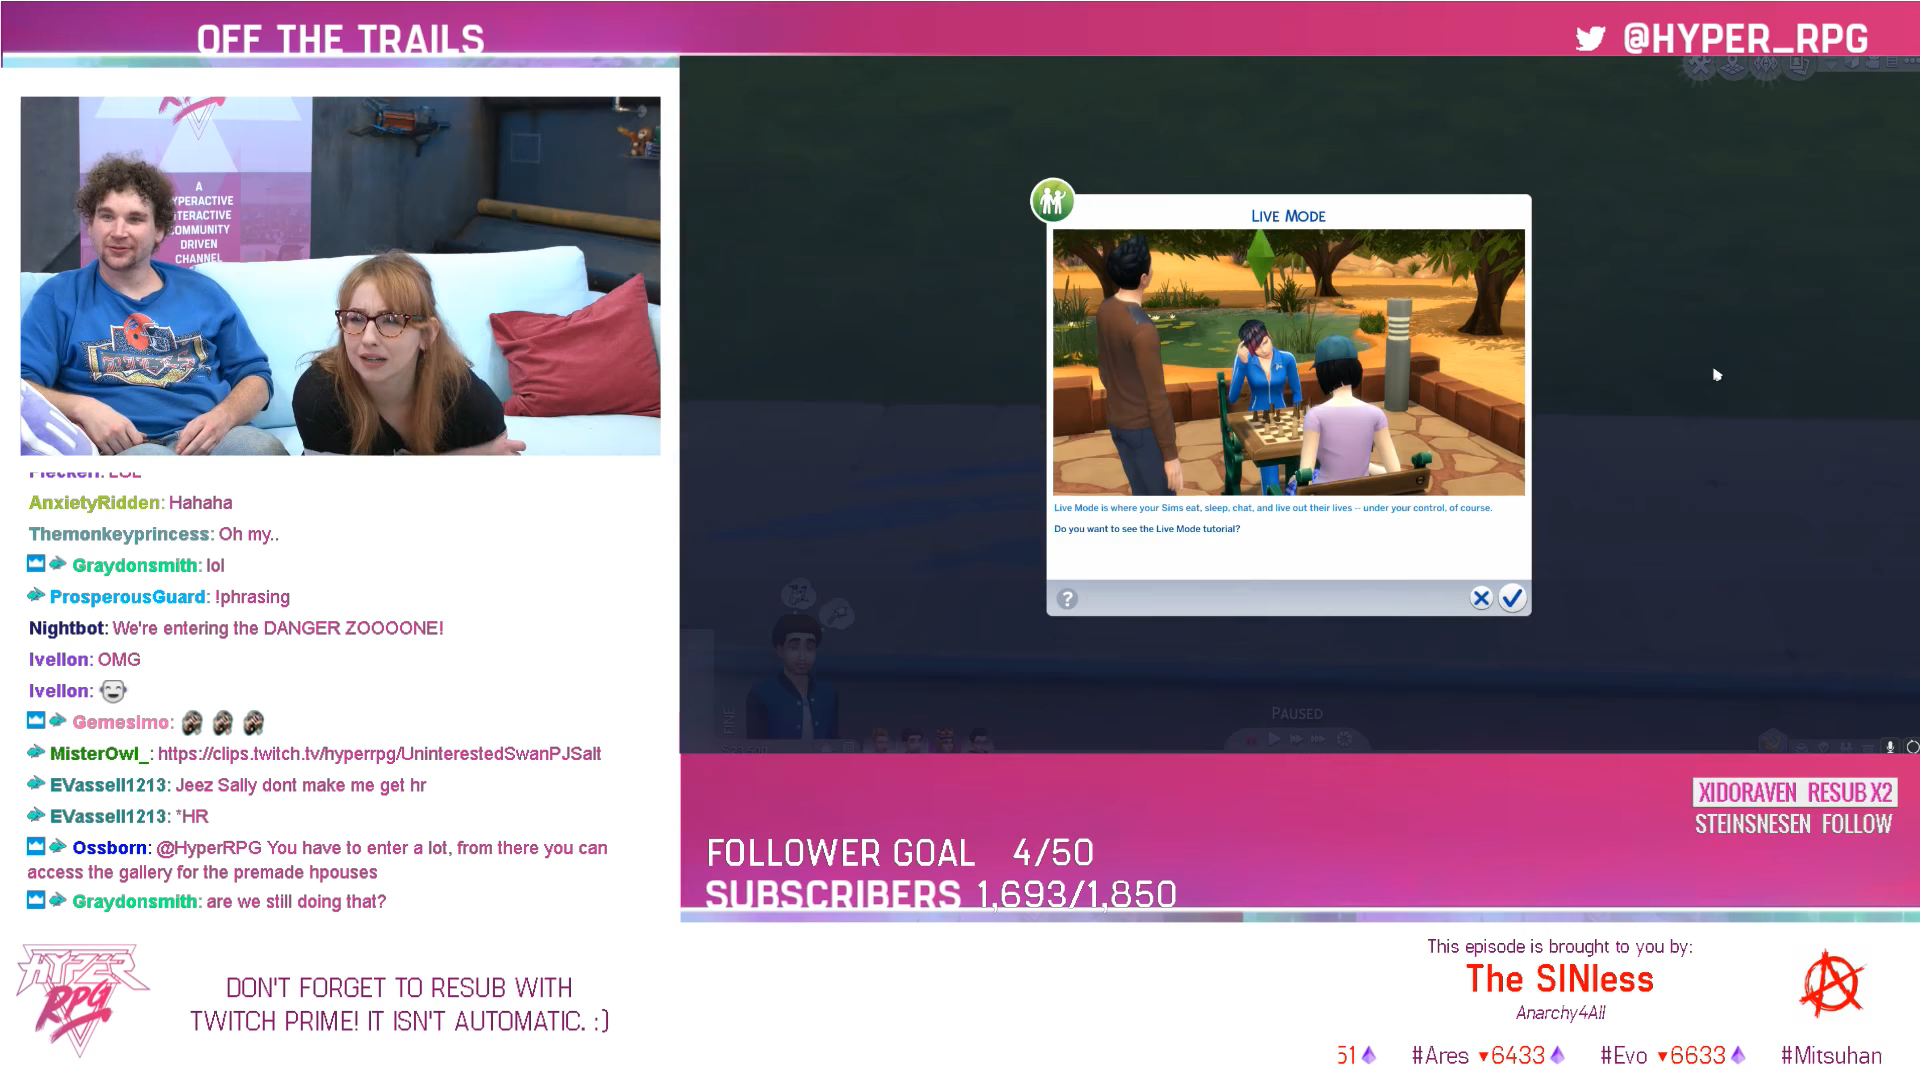 OFF THE TRAILS
@HYPER_RPG
A
YPERACTIVE
TERACTIVE
COMMUNITY
DRIVEN
CHANNEL
LIVE MODE
Live Mode is where your Sims eat, sleep, chat, and live out their lives -- under your control, of course.
Do you want to see the Live Mode tutorial?
?
FINE
PAUSED
Flecken: LOL
AnxietyRidden: Hahaha
Themonkeyprincess: Oh my..
Graydonsmith: lol
ProsperousGuard: !phrasing
Nightbot: We're entering the DANGER ZOOOONE!
Ivellon: OMG
Ivellon:
Gemesimo:
MisterOwl_: https://clips.twitch.tv/hyperrpg/UninterestedSwanPJSalt
EVassell1213: Jeez Sally dont make me get hr
EVassell1213: *HR
Ossborn: @HyperRPG You have to enter a lot, from there you can
access the gallery for the premade hpouses
Graydonsmith: are we still doing that?
XIDORAVEN RESUB X2
STEINSNESEN FOLLOW
FOLLOWER GOAL 4/50
SUBSCRIBERS 1,693/1,850
HYPER
RPG
DON'T FORGET TO RESUB WITH
TWITCH PRIME! IT ISN'T AUTOMATIC. :)
This episode is brought to you by:
The SINless
Anarchy4All
51 #Ares ▼6433 #Evo ▼6633 #Mitsuhan